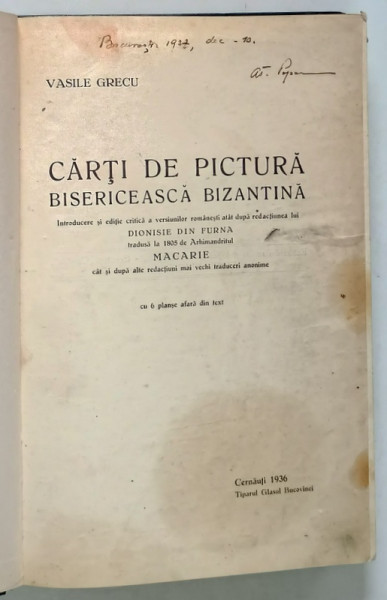 București 1937, dec - 10.
VASILE GRECU
CĂRȚI DE PICTURĂ
BISERICEASCĂ BIZANTINĂ
Introducere și ediție critică a versiunilor românești atât după redacțiunea lui
DIONISIE DIN FURNA
tradusă la 1805 de Arhimandritul
MACARIE
cât și după alte redacțiuni mai vechi traduceri anonime
cu 6 planșe afară din text
Cernăuți 1936
Tiparul Glasul Bucovinei